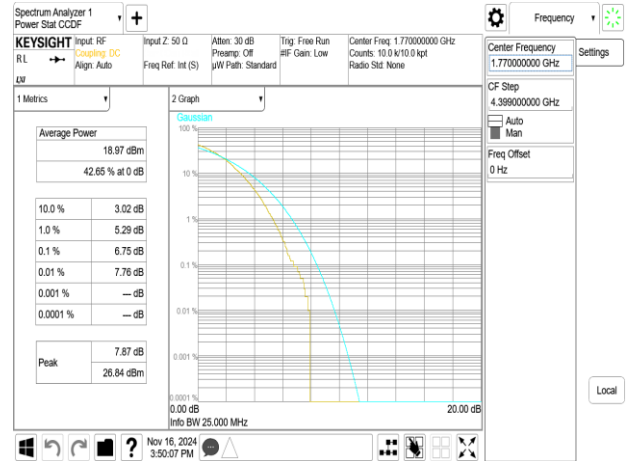 Spectrum Analyzer 1
Power Stat CCDF
Frequency
KEYSIGHT
RL
LXI
Input: RF
Coupling: DC
Align: Auto
Input Z: 50 Ω
Freq Ref: Int (S)
Atten: 30 dB
Preamp: Off
µW Path: Standard
Trig: Free Run
#IF Gain: Low
Center Freq: 1.770000000 GHz
Counts: 10.0 k/10.0 kpt
Radio Std: None
Center Frequency
1.770000000 GHz
Settings
CF Step
4.399000000 GHz
Auto
Man
Freq Offset
0 Hz
Local
1 Metrics
Average Power
18.97 dBm
42.65 % at 0 dB
10.0 % 3.02 dB
1.0 % 5.29 dB
0.1 % 6.75 dB
0.01 % 7.76 dB
0.001 % --- dB
0.0001 % --- dB
Peak
7.87 dB
26.84 dBm
2 Graph
Gaussian
100 %
10 %
1 %
0.1 %
0.01 %
0.001 %
0.0001 %
0.00 dB
20.00 dB
Info BW 25.000 MHz
?
Nov 16, 2024
3:50:07 PM